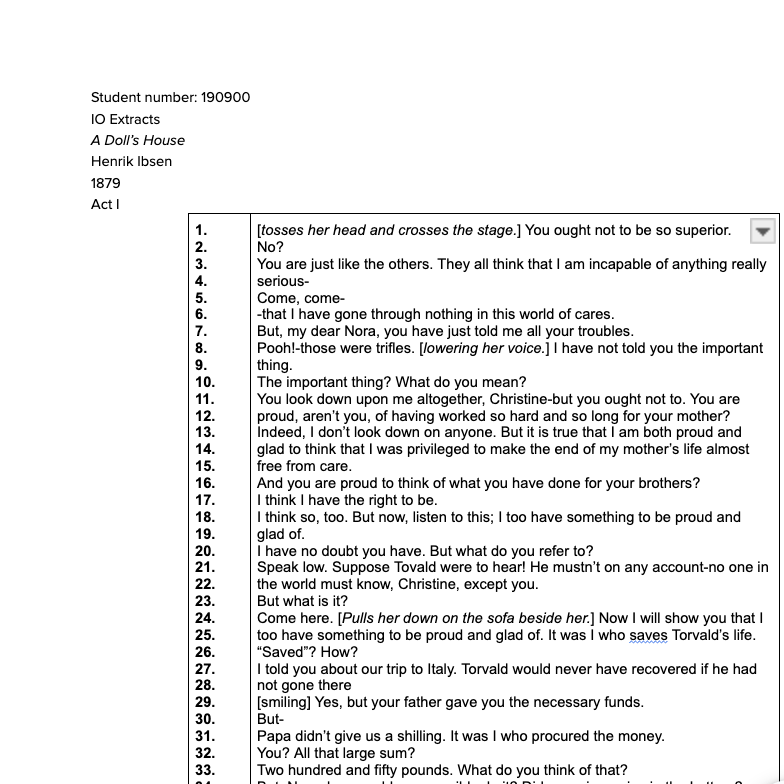 Student number: 190900
IO Extracts
A Doll's House
Henrik Ibsen
1879
Act I
1. [tosses her head and crosses the stage.] You ought not to be so superior.
2. No?
3. You are just like the others. They all think that I am incapable of anything really
4. serious-
5. Come, come-
6. -that I have gone through nothing in this world of cares.
7. But, my dear Nora, you have just told me all your troubles.
8. Pooh!-those were trifles. [lowering her voice.] I have not told you the important
9. thing.
10. The important thing? What do you mean?
11. You look down upon me altogether, Christine-but you ought not to. You are
12. proud, aren't you, of having worked so hard and so long for your mother?
13. Indeed, I don't look down on anyone. But it is true that I am both proud and
14. glad to think that I was privileged to make the end of my mother's life almost
15. free from care.
16. And you are proud to think of what you have done for your brothers?
17. I think I have the right to be.
18. I think so, too. But now, listen to this; I too have something to be proud and
19. glad of.
20. I have no doubt you have. But what do you refer to?
21. Speak low. Suppose Tovald were to hear! He mustn't on any account-no one in
22. the world must know, Christine, except you.
23. But what is it?
24. Come here. [Pulls her down on the sofa beside her.] Now I will show you that I
25. too have something to be proud and glad of. It was I who saves Torvald's life.
26. "Saved"? How?
27. I told you about our trip to Italy. Torvald would never have recovered if he had
28. not gone there
29. [smiling] Yes, but your father gave you the necessary funds.
30. But-
31. Papa didn't give us a shilling. It was I who procured the money.
32. You? All that large sum?
33. Two hundred and fifty pounds. What do you think of that?